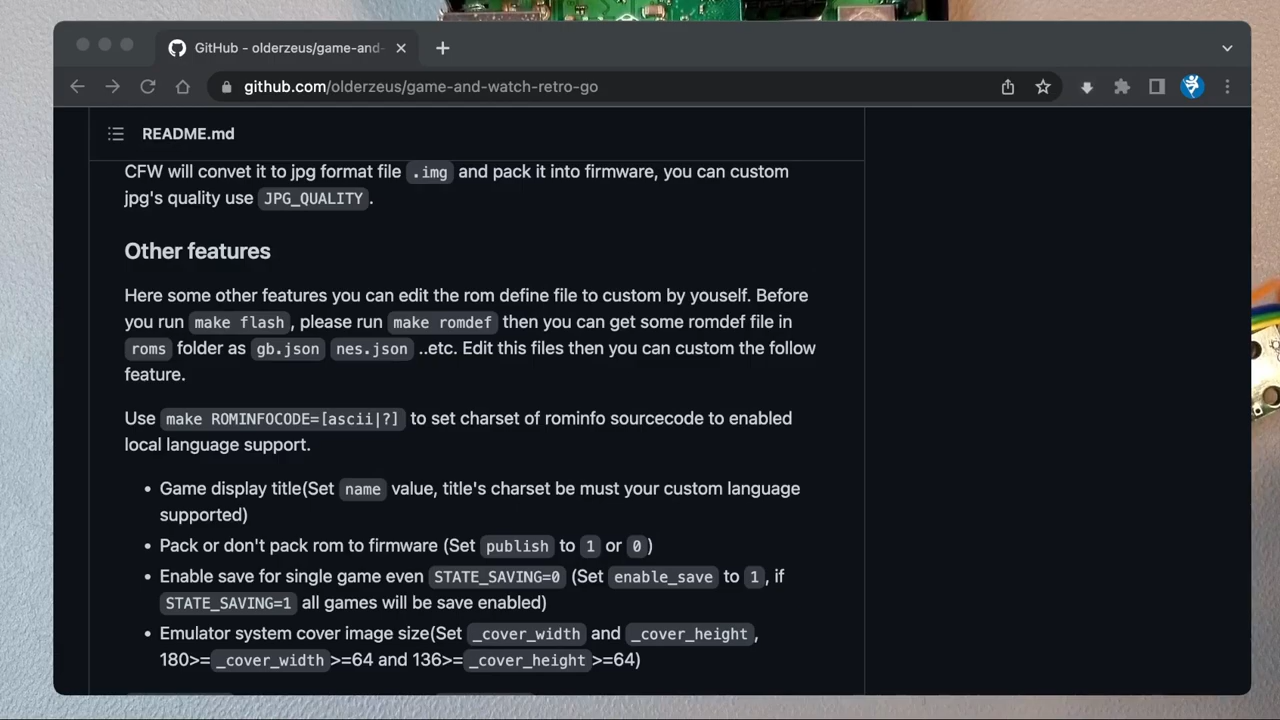 GitHub - olderzeus/game-and-
github.com/olderzeus/game-and-watch-retro-go
README.md
CFW will convet it to jpg format file .img and pack it into firmware, you can custom
jpg's quality use JPG_QUALITY.
Other features
Here some other features you can edit the rom define file to custom by youself. Before
you run make flash, please run make romdef then you can get some romdef file in
roms folder as gb.json nes.json ..etc. Edit this files then you can custom the follow
feature.
Use make ROMINFOCODE=[ascii|?] to set charset of rominfo sourcecode to enabled
local language support.
• Game display title(Set name value, title's charset be must your custom language
supported)
• Pack or don't pack rom to firmware (Set publish to 1 or 0)
• Enable save for single game even STATE_SAVING=0 (Set enable_save to 1, if
STATE_SAVING=1 all games will be save enabled)
• Emulator system cover image size(Set _cover_width and _cover_height,
180>=_cover_width>=64 and 136>=_cover_height>=64)